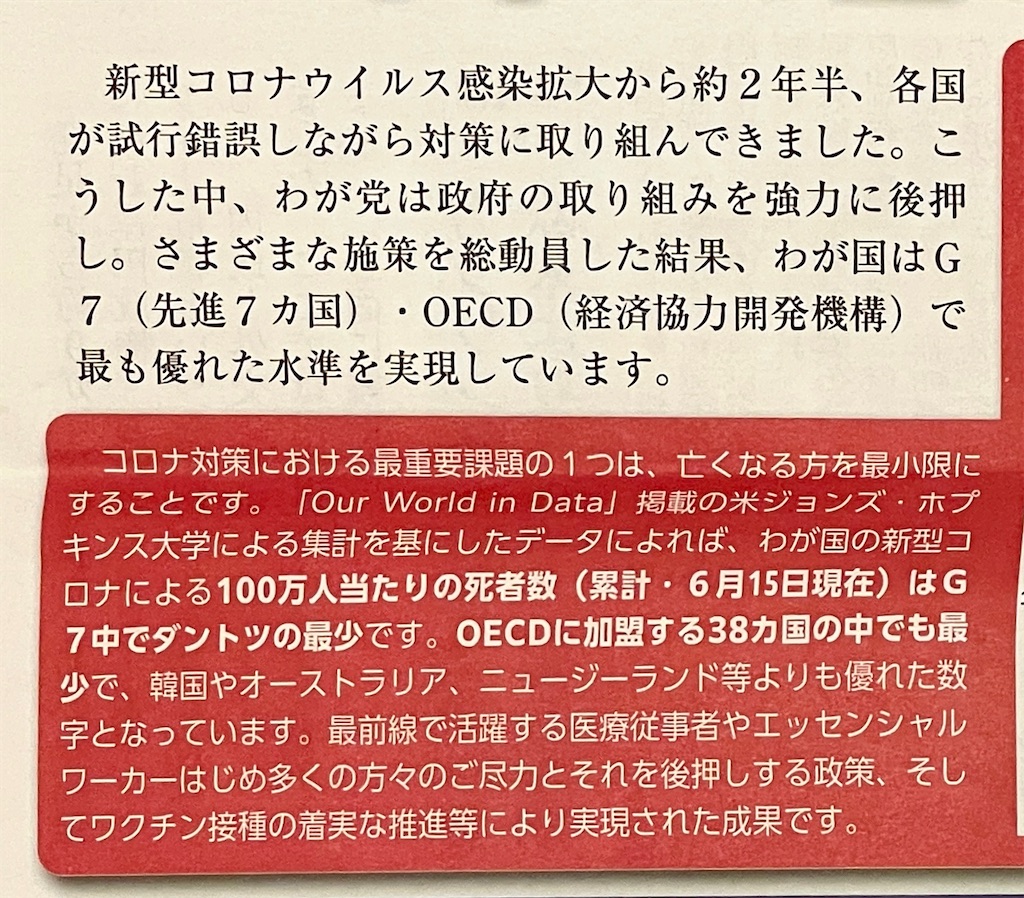 新型コロナウイルス感染拡大から約２年半、各国
が試行錯誤しながら対策に取り組んできました。こ
うした中、わが党は政府の取り組みを強力に後押
し。さまざまな施策を総動員した結果、わが国はＧ
７（先進７カ国）・OECD（経済協力開発機構）で
最も優れた水準を実現しています。
コロナ対策における最重要課題の１つは、亡くなる方を最小限に
することです。「Our World in Data」掲載の米ジョンズ・ホプ
キンス大学による集計を基にしたデータによれば、わが国の新型コ
ロナによる100万人当たりの死者数（累計・６月15日現在）はＧ
７中でダントツの最少です。OECDに加盟する38カ国の中でも最
少で、韓国やオーストラリア、ニュージーランド等よりも優れた数
字となっています。最前線で活躍する医療従事者やエッセンシャル
ワーカーはじめ多くの方々のご尽力とそれを後押しする政策、そし
てワクチン接種の着実な推進等により実現された成果です。